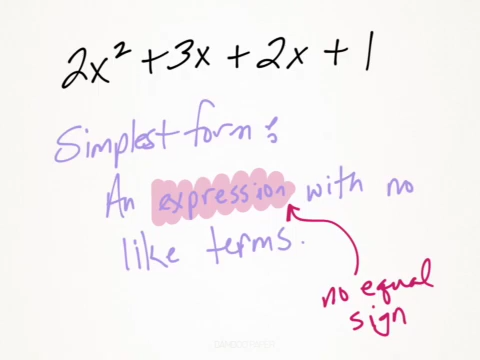 2x² + 3x + 2x + 1
Simplest form :
An expression with no
like terms.
no equal
sign